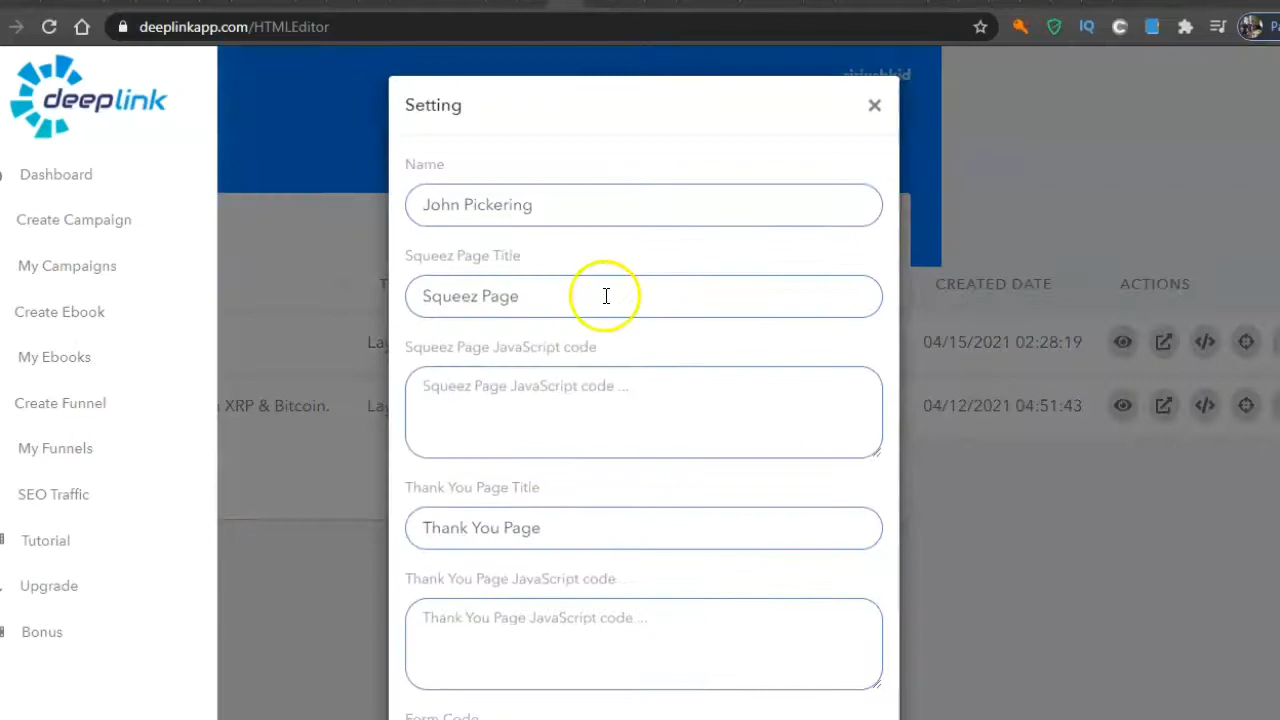 deeplinkapp.com/HTMLEditor
deeplink
Dashboard
Create Campaign
My Campaigns
Create Ebook
My Ebooks
Create Funnel
My Funnels
SEO Traffic
Tutorial
Upgrade
Bonus
Setting
Name
John Pickering
Squeez Page Title
Squeez Page
Squeez Page JavaScript code
Squeez Page JavaScript code ...
Thank You Page Title
Thank You Page
Thank You Page JavaScript code
Thank You Page JavaScript code ...
Form Code
CREATED DATE ACTIONS
04/15/2021 02:28:19
XRP & Bitcoin. 04/12/2021 04:51:43